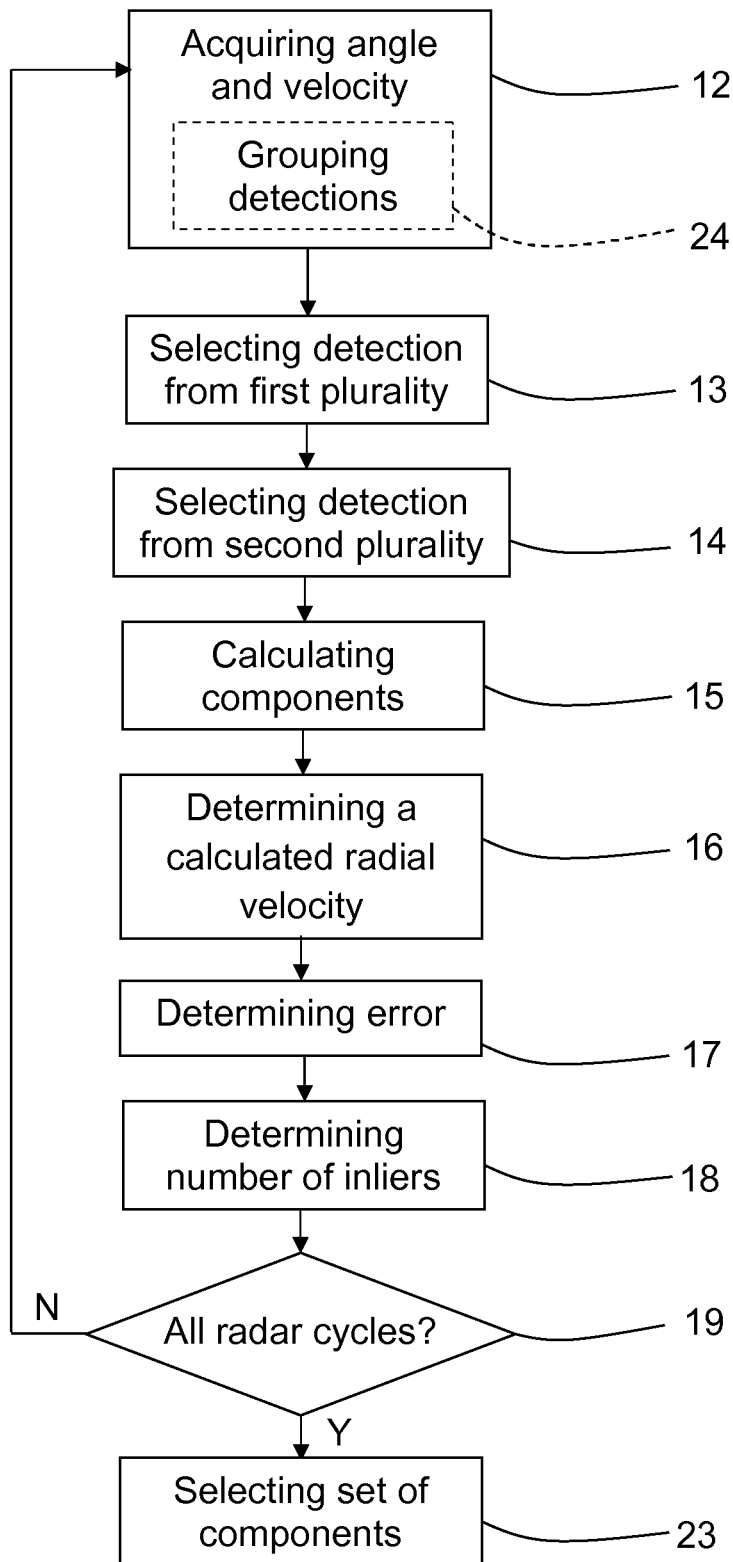 Acquiring angle
and velocity
12
Grouping
detections
24
Selecting detection
from first plurality
13
Selecting detection
from second plurality
14
Calculating
components
15
Determining a
calculated radial
velocity
16
Determining error
17
Determining
number of inliers
18
N
All radar cycles?
19
Y
Selecting set of
components
23